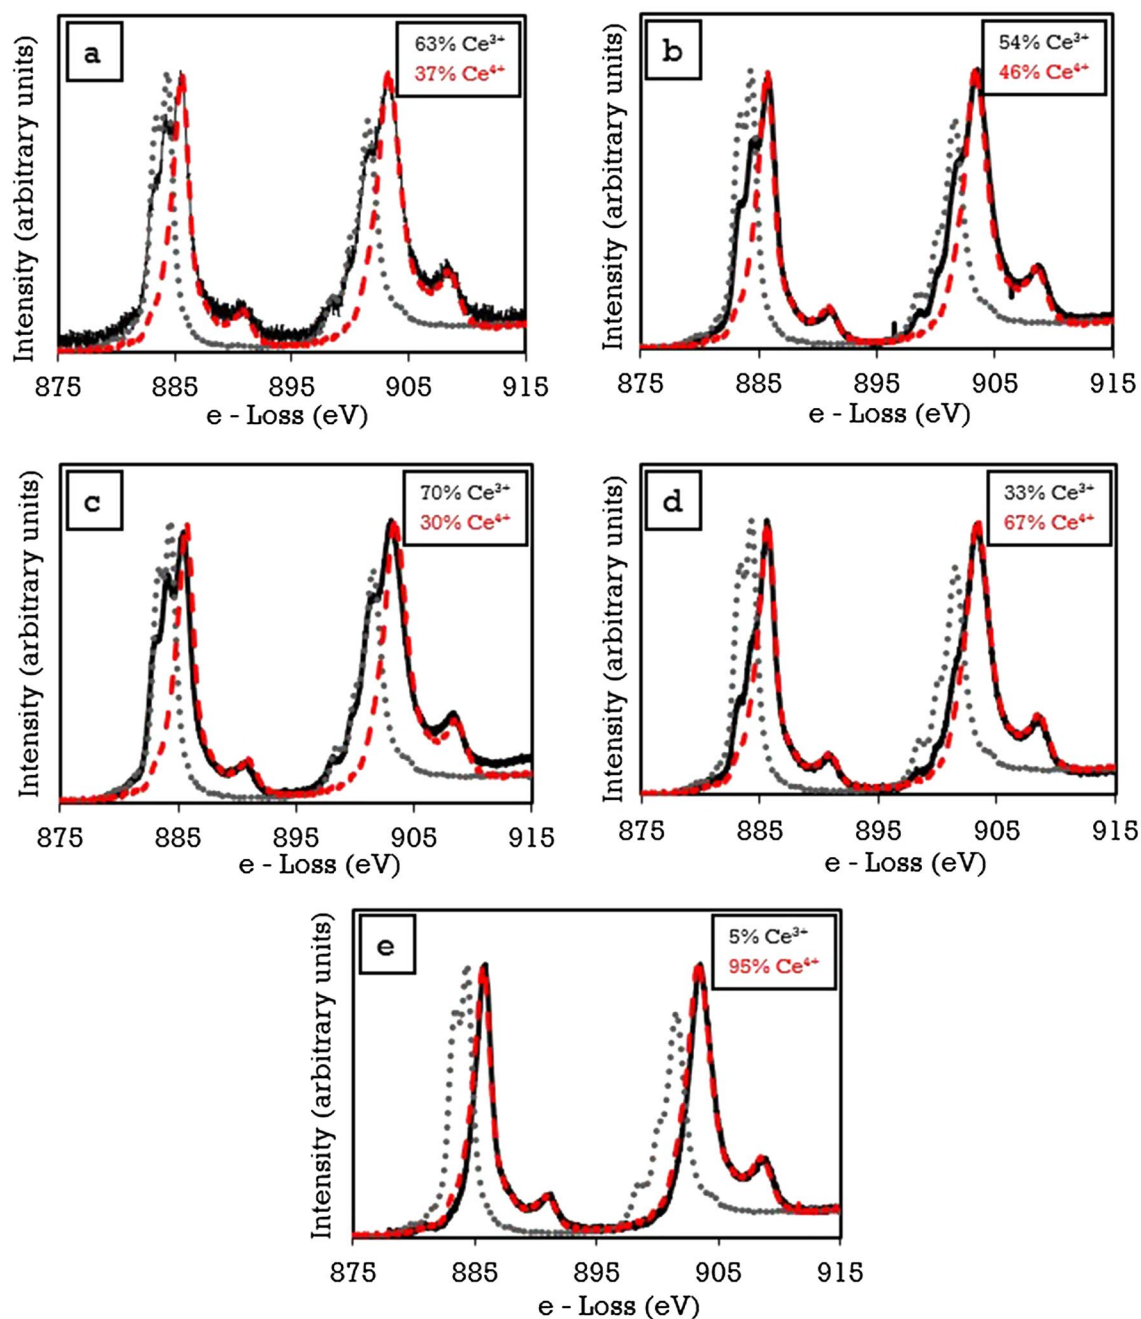 a
63% Ce³⁺
37% Ce⁴⁺
Intensity (arbitrary units)
875 885 895 905 915
e - Loss (eV)
b
54% Ce³⁺
46% Ce⁴⁺
Intensity (arbitrary units)
875 885 895 905 915
e - Loss (eV)
c
70% Ce³⁺
30% Ce⁴⁺
Intensity (arbitrary units)
875 885 895 905 915
e - Loss (eV)
d
33% Ce³⁺
67% Ce⁴⁺
Intensity (arbitrary units)
875 885 895 905 915
e - Loss (eV)
e
5% Ce³⁺
95% Ce⁴⁺
Intensity (arbitrary units)
875 885 895 905 915
e - Loss (eV)